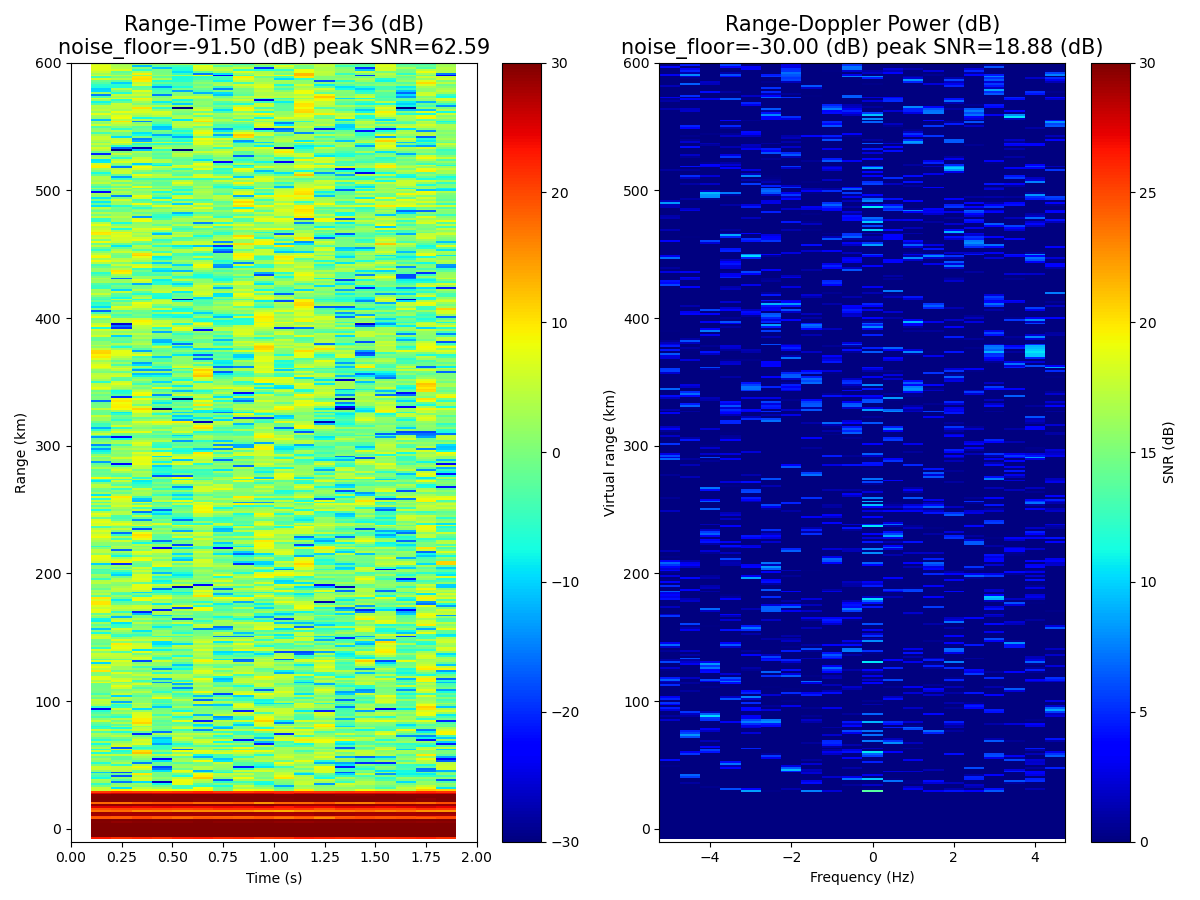 Range-Time Power f=36 (dB)
noise_floor=-91.50 (dB) peak SNR=62.59
Range (km)
600
500
400
300
200
100
0
0.00 0.25 0.50 0.75 1.00 1.25 1.50 1.75 2.00
Time (s)
30
20
10
0
−10
−20
−30
Range-Doppler Power (dB)
noise_floor=-30.00 (dB) peak SNR=18.88 (dB)
Virtual range (km)
600
500
400
300
200
100
0
−4 −2 0 2 4
Frequency (Hz)
30
25
20
15
10
5
0
SNR (dB)